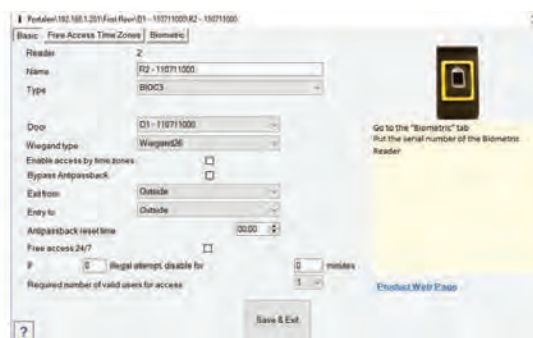 Portalen\192.168.1.201\First Floor\D1 - 110711000\R2 - 110711000
Basic Free Access Time Zones Biometric
Reader 2
Name R2 - 110711000
Type BIOC3
Door D1 - 110711000
Wiegand type Wiegand26
Enable access by time zones
Bypass Antipassback
Exit from Outside
Entry to Outside
Antipassback reset time 00:00
Free access 24/7
If 0 illegal attempt, disable for 0 minutes
Required number of valid users for access 1
Save & Exit
?
Go to the "Biometric" tab
Put the serial number of the Biometric
Reader
Product Web Page